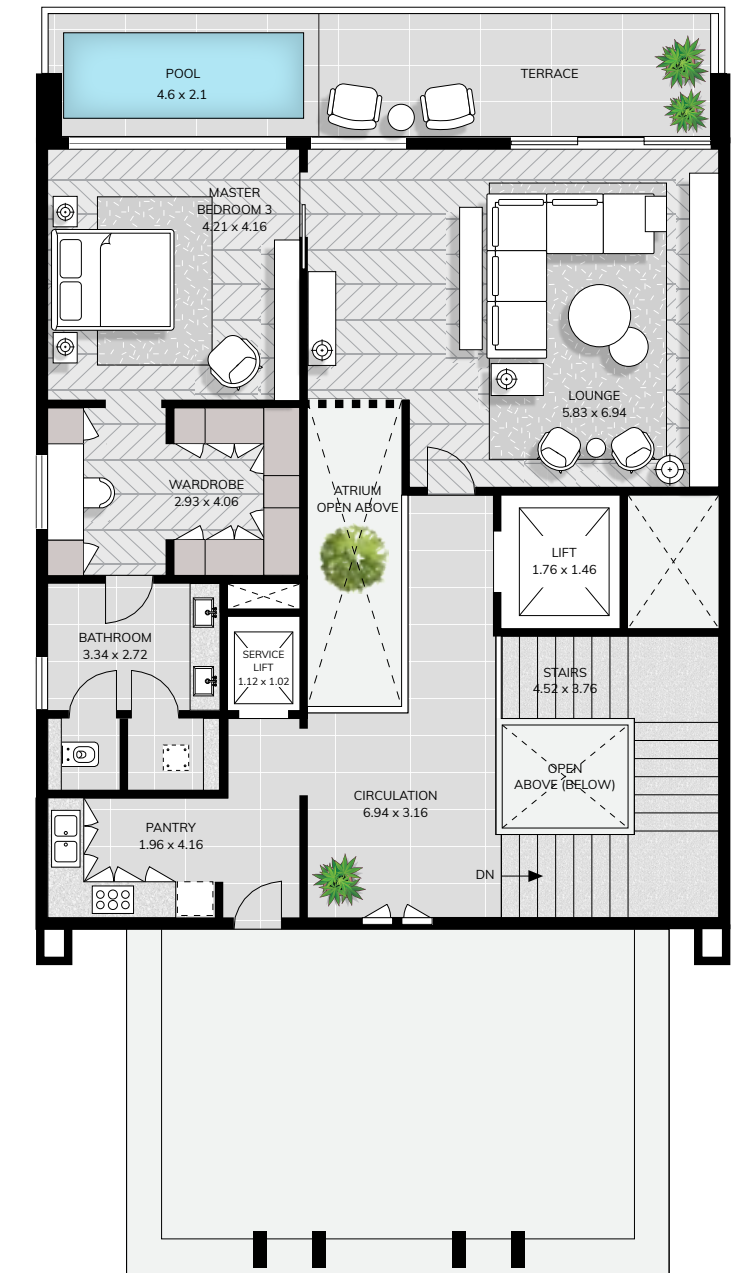 POOL
4.6 x 2.1
TERRACE
MASTER
BEDROOM 3
4.21 x 4.16
LOUNGE
5.83 x 6.94
WARDROBE
2.93 x 4.06
ATRIUM
OPEN ABOVE
LIFT
1.76 x 1.46
BATHROOM
3.34 x 2.72
SERVICE
LIFT
1.12 x 1.02
STAIRS
4.52 x 3.76
OPEN
ABOVE (BELOW)
CIRCULATION
6.94 x 3.16
PANTRY
1.96 x 4.16
DN